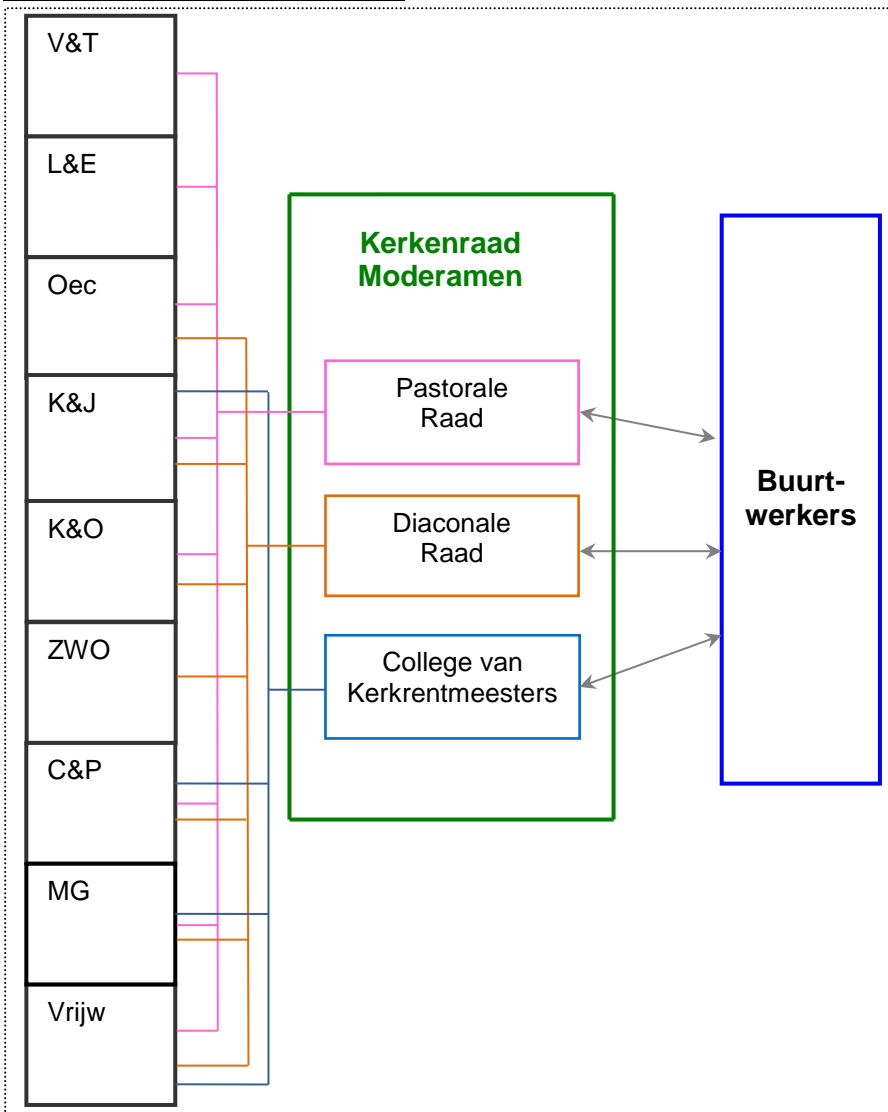 V&T
L&E
Oec
K&J
K&O
ZWO
C&P
MG
Vrijw
Kerkenraad
Moderamen
Pastorale
Raad
Diaconale
Raad
College van
Kerkrentmeesters
Buurt-
werkers